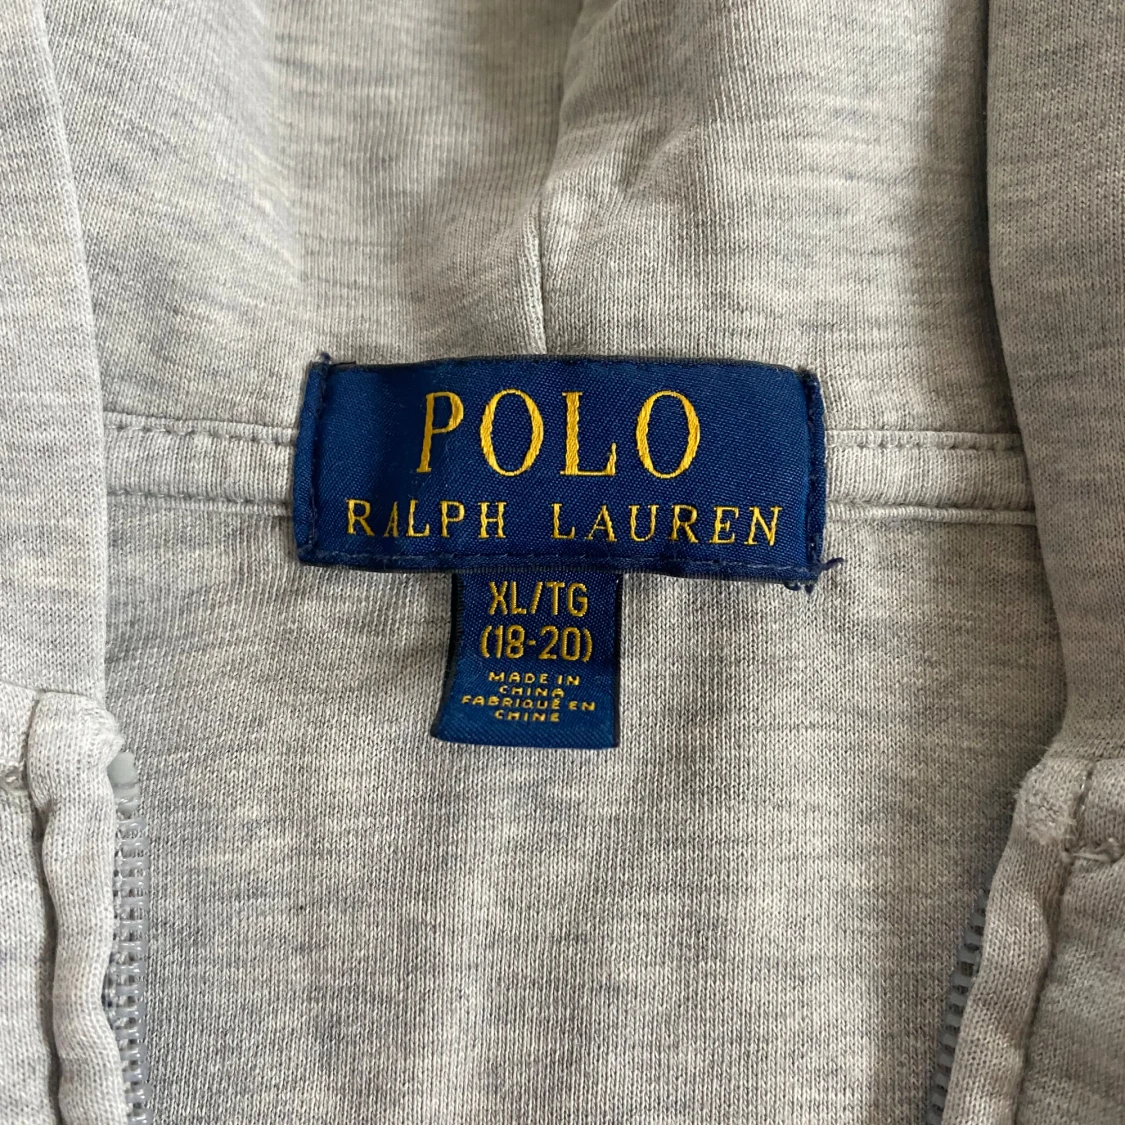 POLO
RALPH LAUREN
XL/TG
(18-20)
MADE IN
CHINA
FABRIQUÉ EN
CHINE